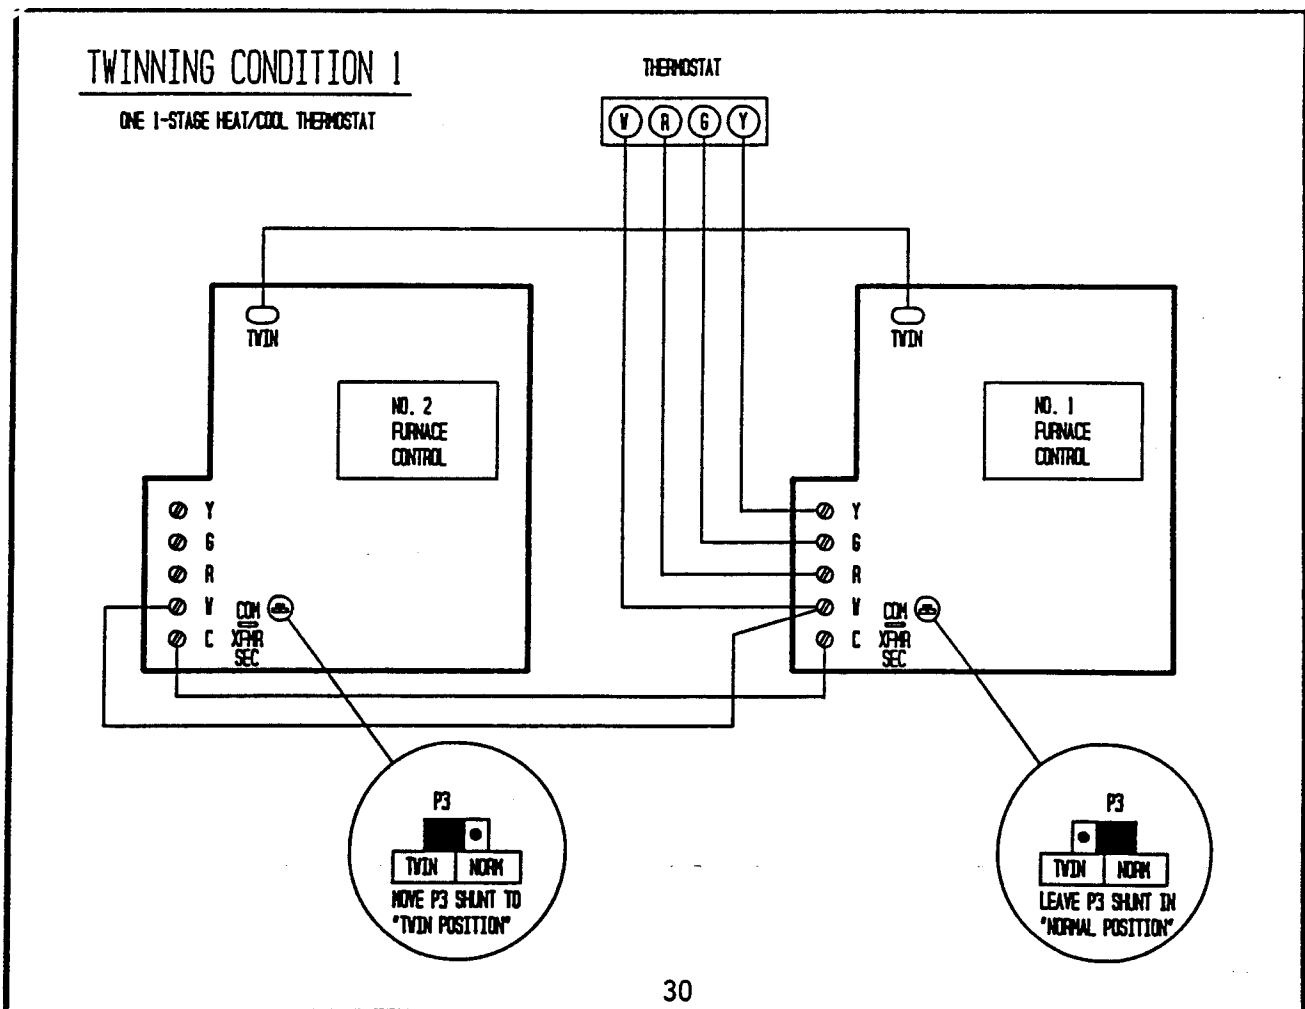 TWINNING CONDITION 1
ONE 1-STAGE HEAT/COOL THERMOSTAT
THERMOSTAT
W R G Y
TWIN
NO. 2
FURNACE
CONTROL
Y
G
R
W
C
COM
XFMR
SEC
TWIN
NO. 1
FURNACE
CONTROL
Y
G
R
W
C
COM
XFMR
SEC
P3
TWIN NORM
MOVE P3 SHUNT TO
"TWIN POSITION"
P3
TWIN NORM
LEAVE P3 SHUNT IN
"NORMAL POSITION"
30